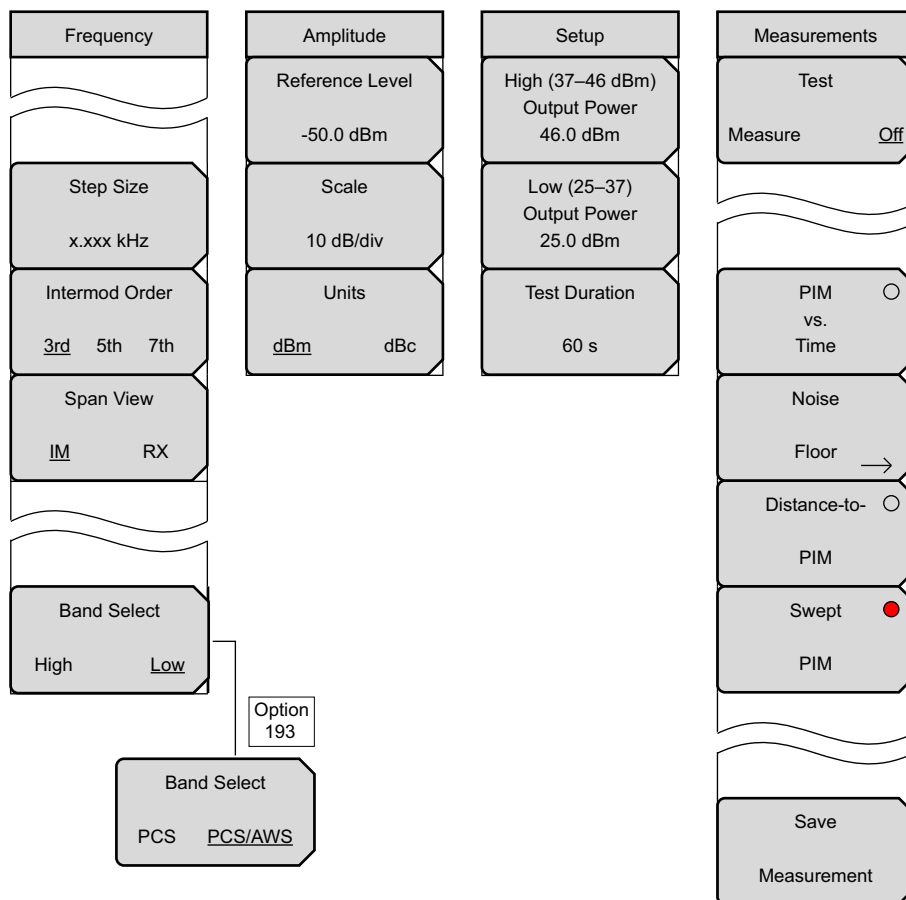 Frequency
Step Size
x.xxx kHz
Intermod Order
3rd 5th 7th
Span View
IM RX
Band Select
High Low
Option
193
Band Select
PCS PCS/AWS
Amplitude
Reference Level
-50.0 dBm
Scale
10 dB/div
Units
dBm dBc
Setup
High (37–46 dBm)
Output Power
46.0 dBm
Low (25–37)
Output Power
25.0 dBm
Test Duration
60 s
Measurements
Test
Measure Off
PIM
vs.
Time
Noise
Floor
Distance-to-
PIM
Swept
PIM
Save
Measurement